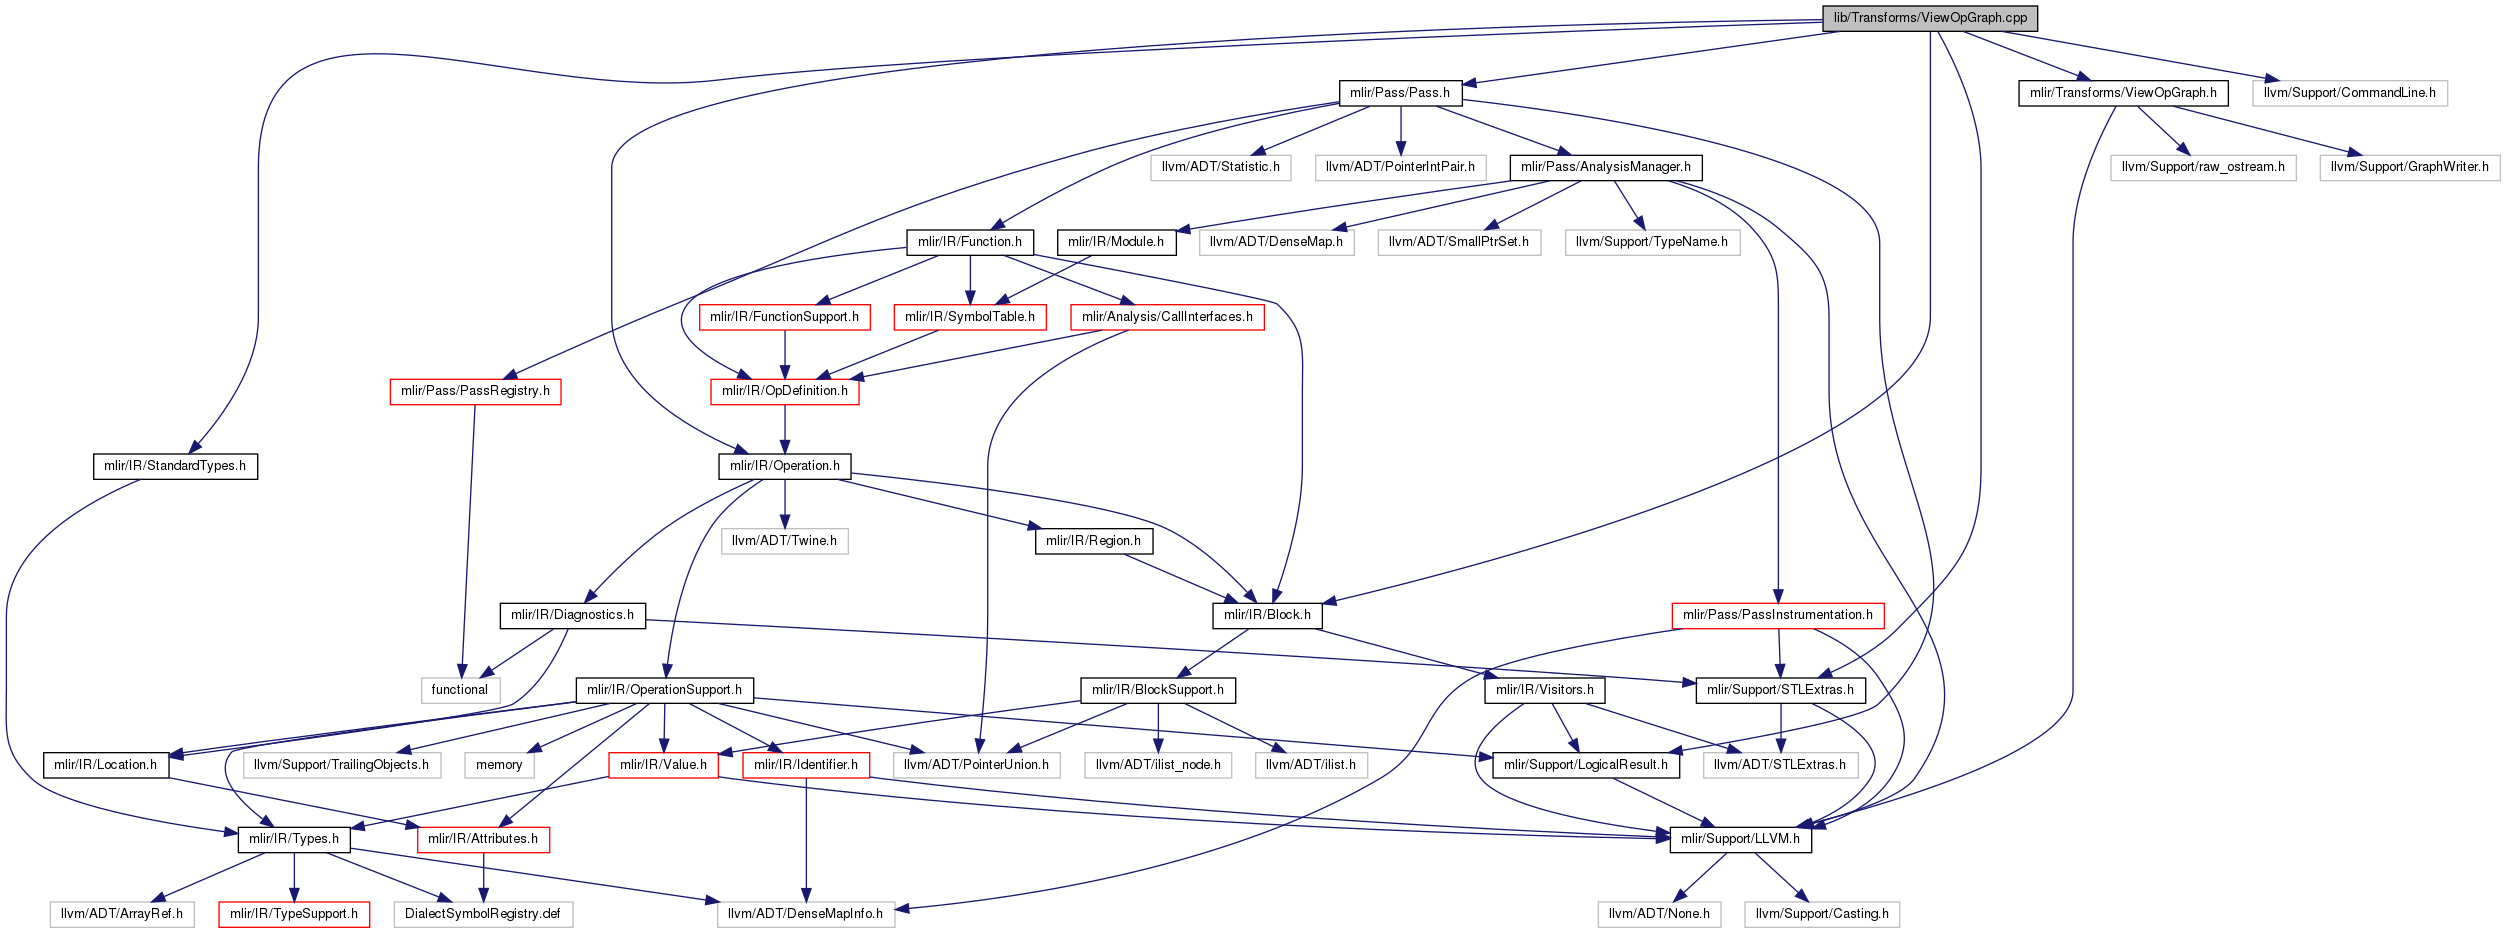 lib/Transforms/ViewOpGraph.cpp
mlir/Pass/Pass.h
mlir/Transforms/ViewOpGraph.h
llvm/Support/CommandLine.h
llvm/ADT/Statistic.h
llvm/ADT/PointerIntPair.h
mlir/Pass/AnalysisManager.h
llvm/Support/raw_ostream.h
llvm/Support/GraphWriter.h
mlir/IR/Function.h
mlir/IR/Module.h
llvm/ADT/DenseMap.h
llvm/ADT/SmallPtrSet.h
llvm/Support/TypeName.h
mlir/IR/FunctionSupport.h
mlir/IR/SymbolTable.h
mlir/Analysis/CallInterfaces.h
mlir/Pass/PassRegistry.h
mlir/IR/OpDefinition.h
mlir/IR/StandardTypes.h
mlir/IR/Operation.h
llvm/ADT/Twine.h
mlir/IR/Region.h
mlir/IR/Diagnostics.h
mlir/IR/Block.h
mlir/Pass/PassInstrumentation.h
functional
mlir/IR/OperationSupport.h
mlir/IR/BlockSupport.h
mlir/IR/Visitors.h
mlir/Support/STLExtras.h
mlir/IR/Location.h
llvm/Support/TrailingObjects.h
memory
mlir/IR/Value.h
mlir/IR/Identifier.h
llvm/ADT/PointerUnion.h
llvm/ADT/ilist_node.h
llvm/ADT/ilist.h
mlir/Support/LogicalResult.h
llvm/ADT/STLExtras.h
mlir/IR/Types.h
mlir/IR/Attributes.h
mlir/Support/LLVM.h
llvm/ADT/ArrayRef.h
mlir/IR/TypeSupport.h
DialectSymbolRegistry.def
llvm/ADT/DenseMapInfo.h
llvm/ADT/None.h
llvm/Support/Casting.h